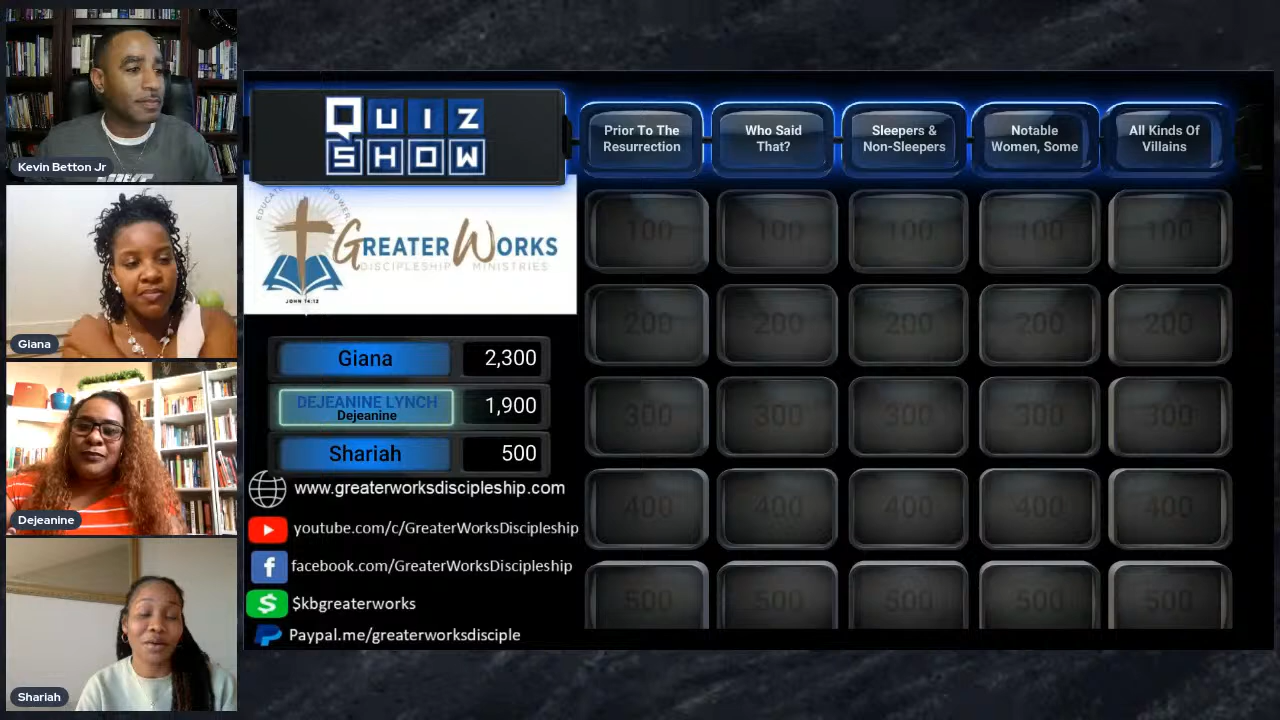 Kevin Betton Jr
Giana
Dejeanine
Shariah
QUIZ
SHOW
EDUCATE EMPOWER
GREATER WORKS
DISCIPLESHIP MINISTRIES
JOHN 14:12
Giana 2,300
DEJEANINE LYNCH
Dejeanine 1,900
Shariah 500
www.greaterworksdiscipleship.com
youtube.com/c/GreaterWorksDiscipleship
facebook.com/GreaterWorksDiscipleship
$kbgreaterworks
Paypal.me/greaterworksdisciple
Prior To The
Resurrection
Who Said
That?
Sleepers &
Non-Sleepers
Notable
Women, Some
All Kinds Of
Villains
100 100 100 100 100
200 200 200 200 200
300 300 300 300 300
400 400 400 400 400
500 500 500 500 500